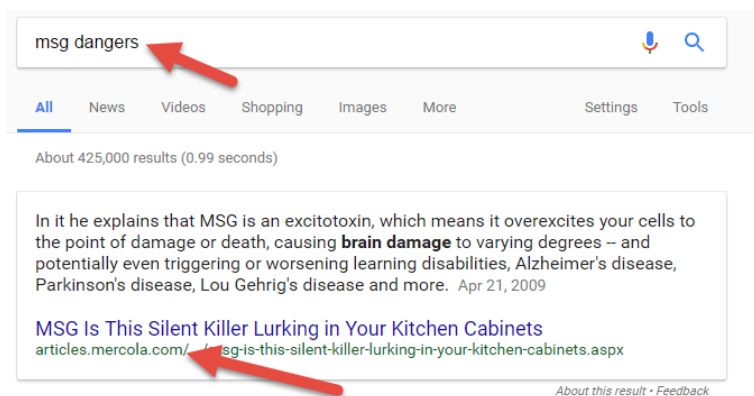 msg dangers
All News Videos Shopping Images More Settings Tools
About 425,000 results (0.99 seconds)
In it he explains that MSG is an excitotoxin, which means it overexcites your cells to
the point of damage or death, causing brain damage to varying degrees -- and
potentially even triggering or worsening learning disabilities, Alzheimer's disease,
Parkinson's disease, Lou Gehrig's disease and more. Apr 21, 2009
MSG Is This Silent Killer Lurking in Your Kitchen Cabinets
articles.mercola.com/.../msg-is-this-silent-killer-lurking-in-your-kitchen-cabinets.aspx
About this result • Feedback